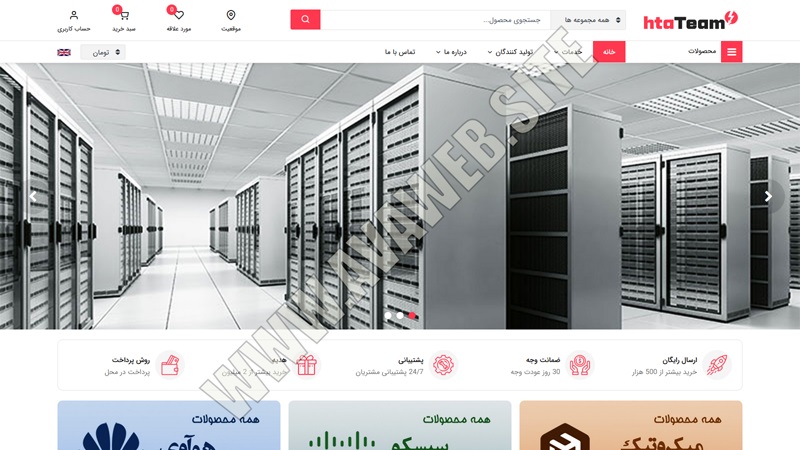 htaTeam
همه مجموعه ها
جستجوی محصول...
موقعیت
0
مورد علاقه
0
سبد خرید
حساب کاربری
محصولات
خانه
خدمات
تولید کنندگان
درباره ما
تماس با ما
تومان
WWW.AVAWEB.SITE
ارسال رایگان
خرید بیشتر از 500 هزار
ضمانت وجه
30 روز عودت وجه
پشتیبانی
24/7 پشتیبانی مشتریان
هدیه
خرید بیشتر از 2 میلیون
روش پرداخت
پرداخت در محل
همه محصولات
میکروتیک
همه محصولات
سیسکو
همه محصولات
هوآوی